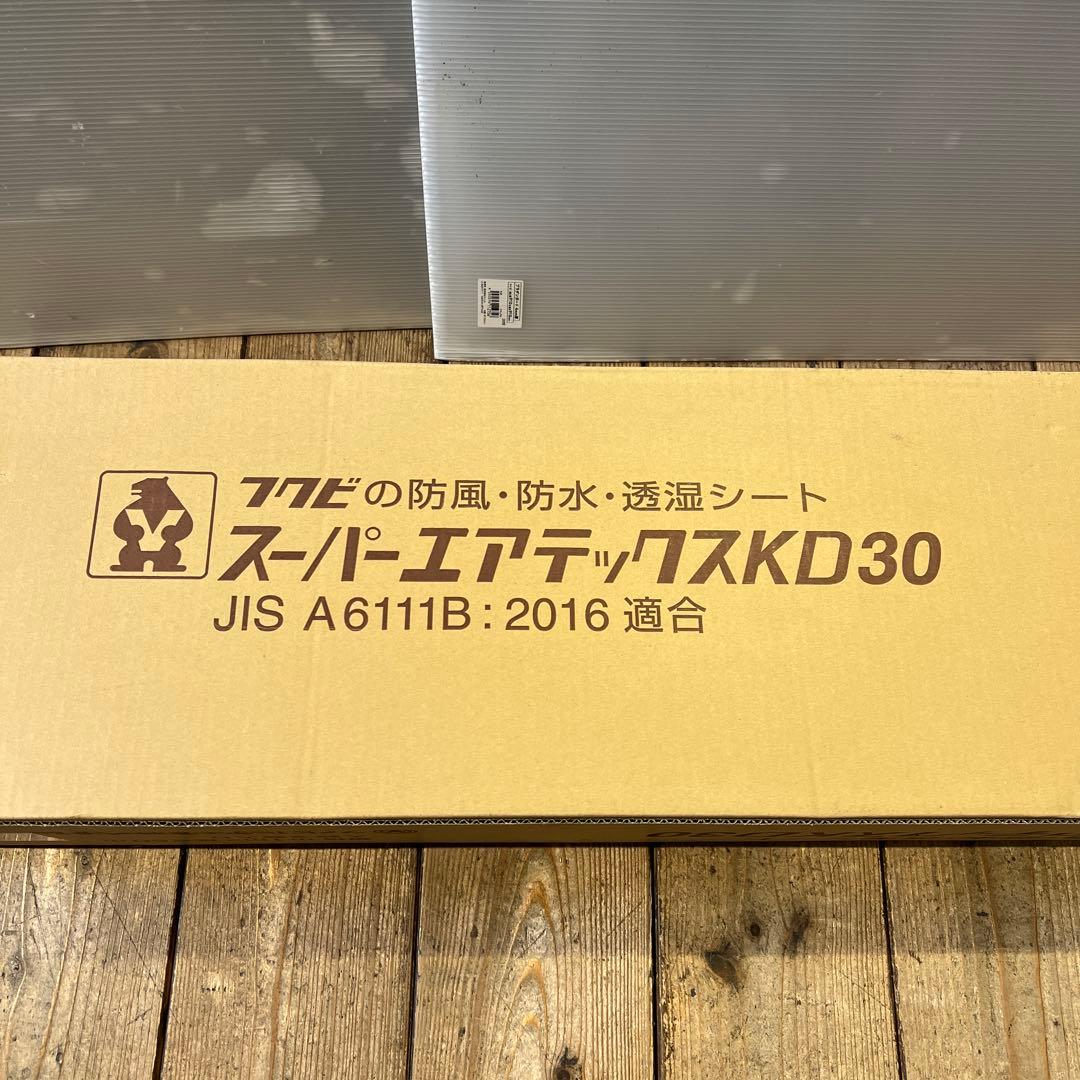 フクビの防風・防水・透湿シート
スーパーエアテックスKD30
JIS A6111B:2016 適合